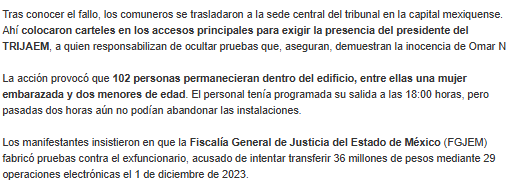 Tras conocer el fallo, los comuneros se trasladaron a la sede central del tribunal en la capital mexiquense.
Ahí colocaron carteles en los accesos principales para exigir la presencia del presidente del
TRIJAEM, a quien responsabilizan de ocultar pruebas que, aseguran, demuestran la inocencia de Omar N
La acción provocó que 102 personas permanecieran dentro del edificio, entre ellas una mujer
embarazada y dos menores de edad. El personal tenía programada su salida a las 18:00 horas, pero
pasadas dos horas aún no podían abandonar las instalaciones.
Los manifestantes insistieron en que la Fiscalía General de Justicia del Estado de México (FGJEM)
fabricó pruebas contra el exfuncionario, acusado de intentar transferir 36 millones de pesos mediante 29
operaciones electrónicas el 1 de diciembre de 2023.